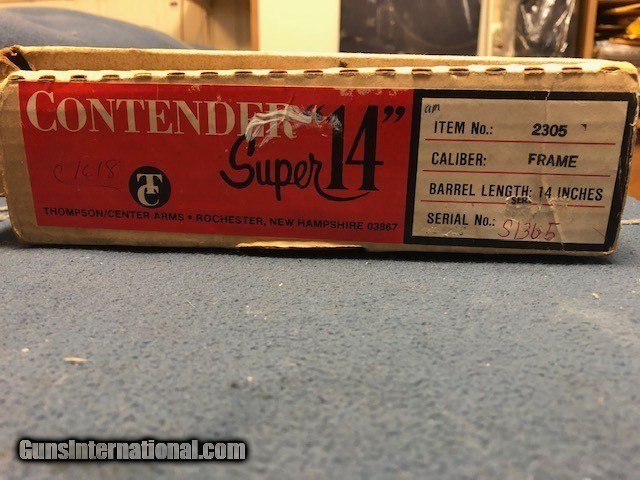 CONTENDER
Super "14"
TC
THOMPSON/CENTER ARMS • ROCHESTER, NEW HAMPSHIRE 03867
ITEM No.: 2305
CALIBER: FRAME
BARREL LENGTH: 14 INCHES
SER
SERIAL No.: S1365
GunsInternational.com